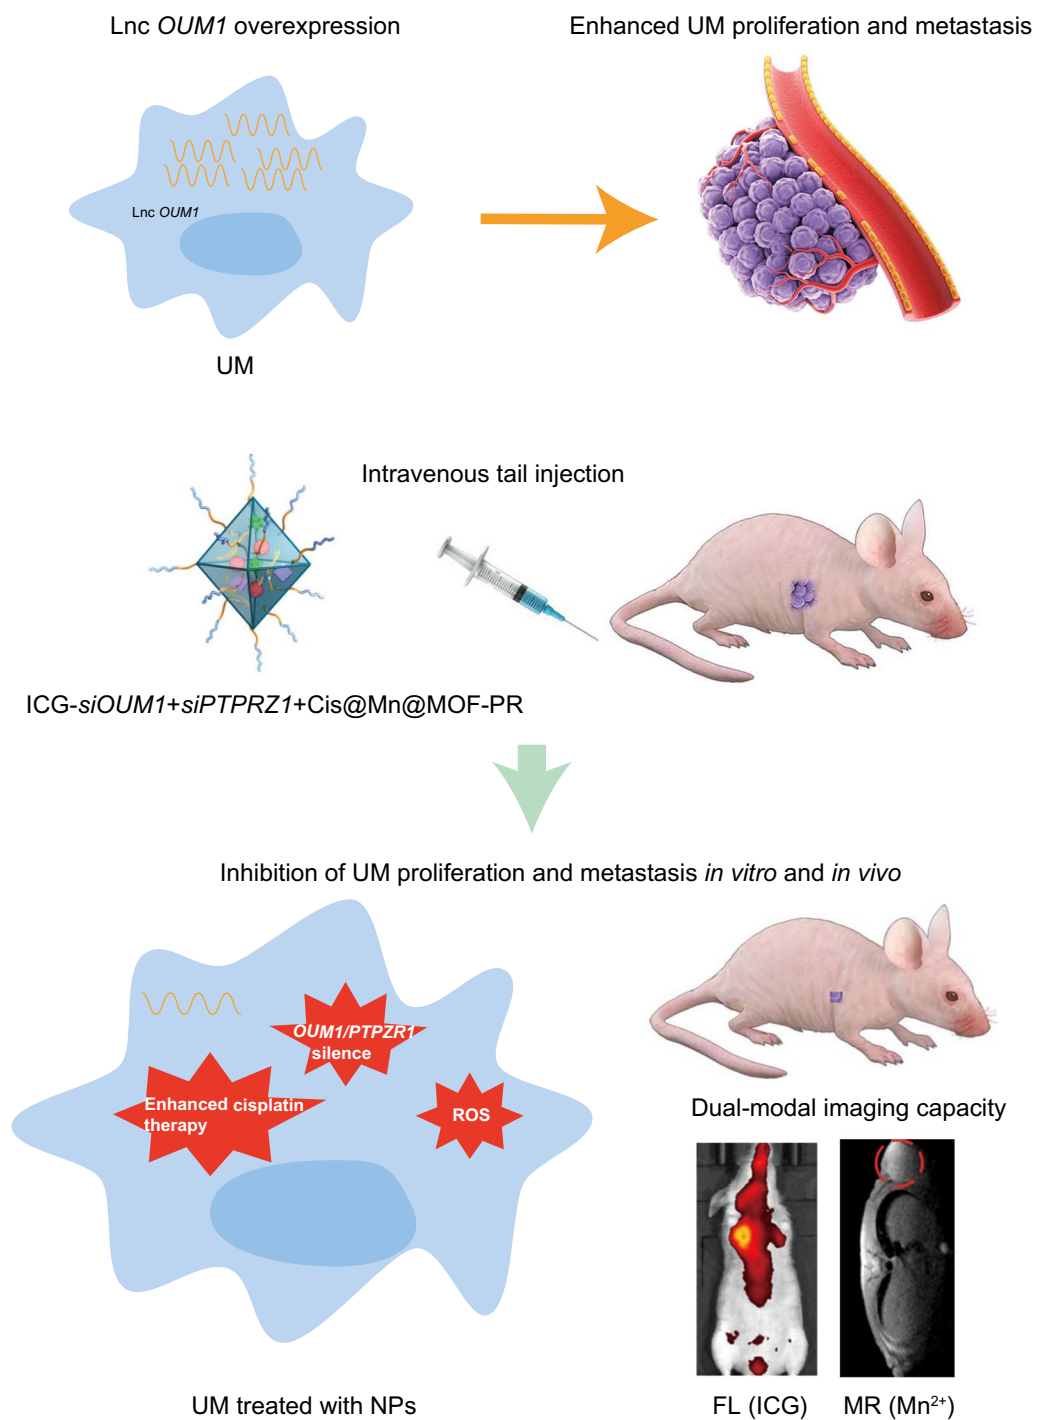 Lnc OUM1 overexpression
Enhanced UM proliferation and metastasis
Lnc OUM1
UM
Intravenous tail injection
ICG-siOUM1+siPTPRZ1+Cis@Mn@MOF-PR
Inhibition of UM proliferation and metastasis in vitro and in vivo
OUM1/PTPZR1
silence
Enhanced cisplatin
therapy
ROS
Dual-modal imaging capacity
UM treated with NPs
FL (ICG)
MR (Mn²⁺)